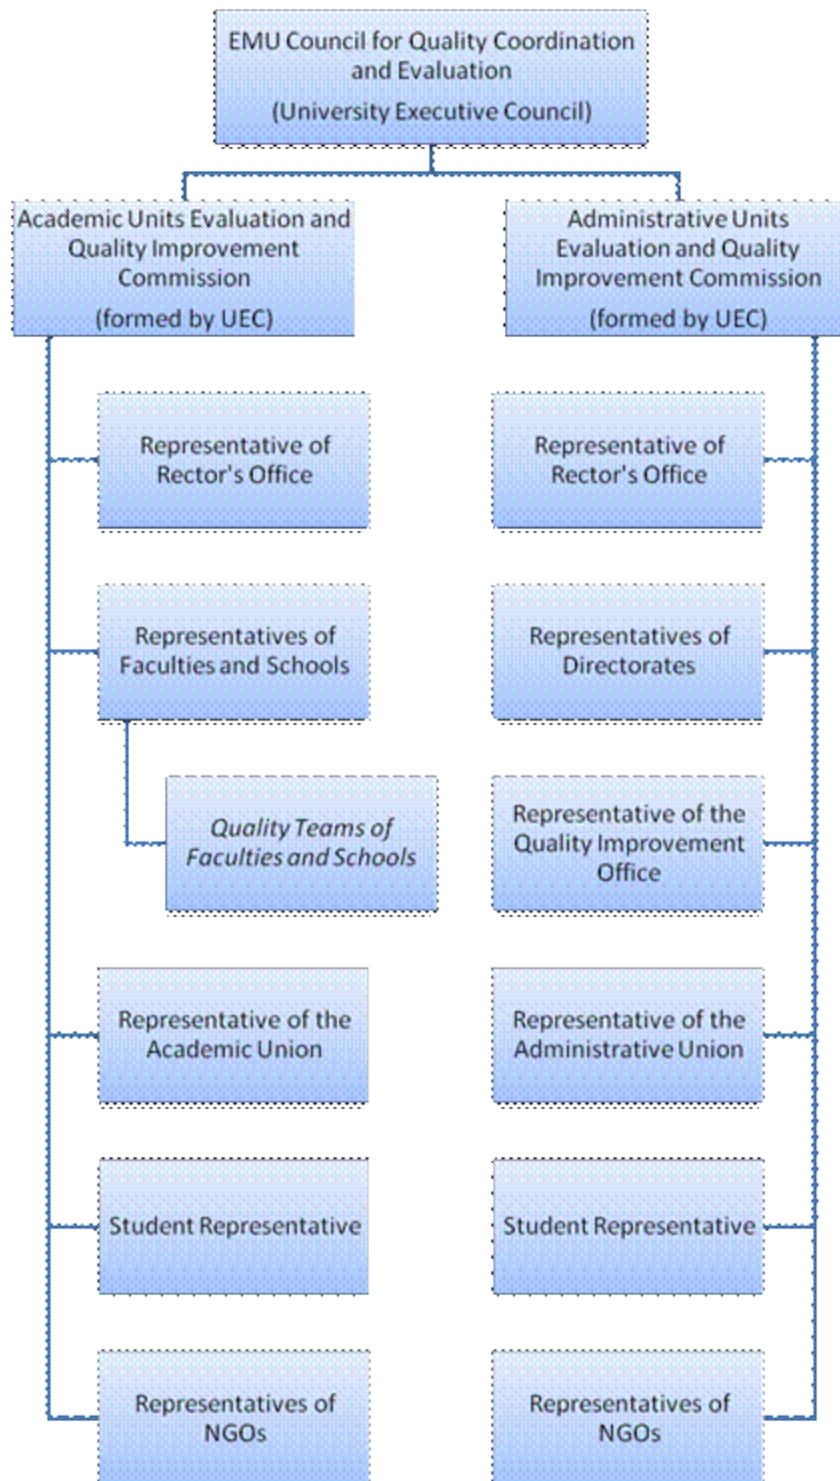 EMU Council for Quality Coordination
and Evaluation
(University Executive Council)
Academic Units Evaluation and
Quality Improvement
Commission
(formed by UEC)
Administrative Units
Evaluation and Quality
Improvement Commission
(formed by UEC)
Representative of
Rector's Office
Representative of
Rector's Office
Representatives of
Faculties and Schools
Representatives of
Directorates
Quality Teams of
Faculties and Schools
Representative of the
Quality Improvement
Office
Representative of the
Academic Union
Representative of the
Administrative Union
Student Representative
Student Representative
Representatives of
NGOs
Representatives of
NGOs